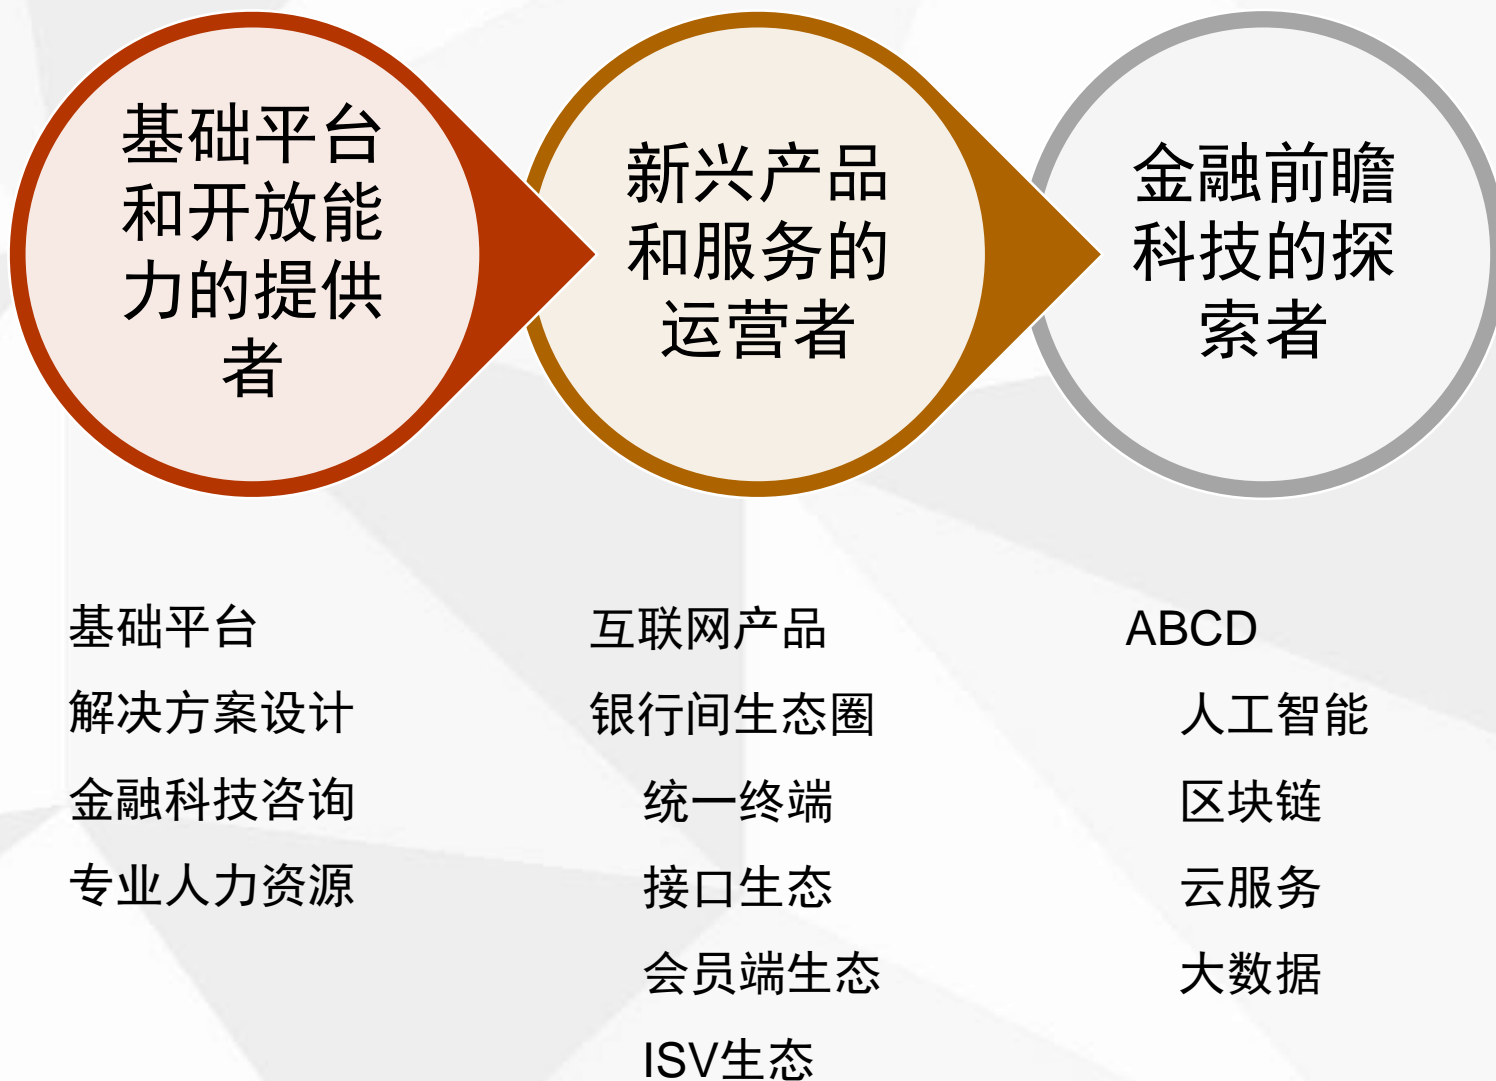 基础平台
和开放能
力的提供
者
新兴产品
和服务的
运营者
金融前瞻
科技的探
索者
基础平台
解决方案设计
金融科技咨询
专业人力资源
互联网产品
银行间生态圈
统一终端
接口生态
会员端生态
ISV生态
ABCD
人工智能
区块链
云服务
大数据